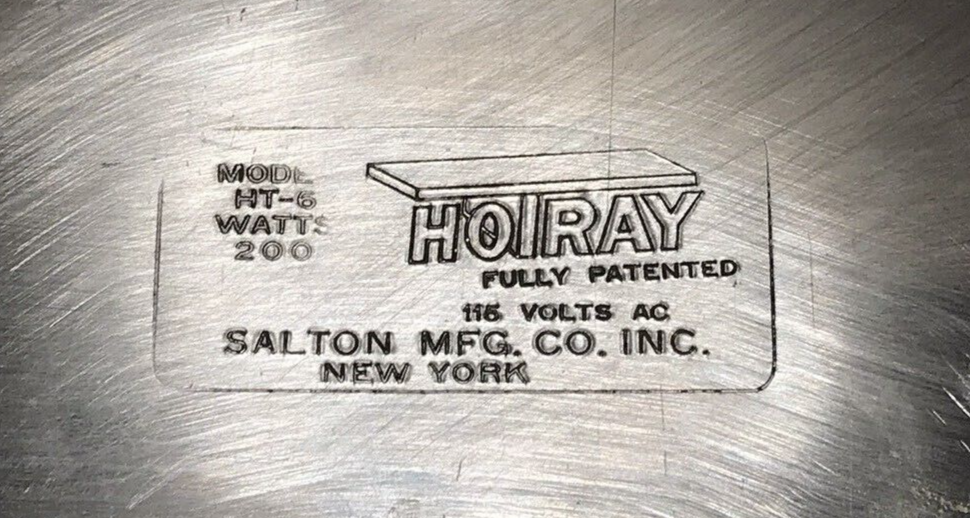 MODEL
HT-6
WATTS
200
HOTRAY
FULLY PATENTED
115 VOLTS AC
SALTON MFG. CO. INC.
NEW YORK